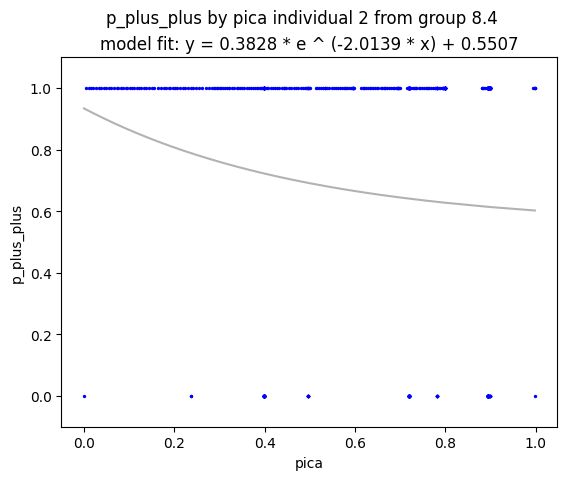 p_plus_plus by pica individual 2 from group 8.4
model fit: y = 0.3828 * e ^ (-2.0139 * x) + 0.5507
1.0
0.8
0.6
0.4
0.2
0.0
p_plus_plus
0.0 0.2 0.4 0.6 0.8 1.0
pica